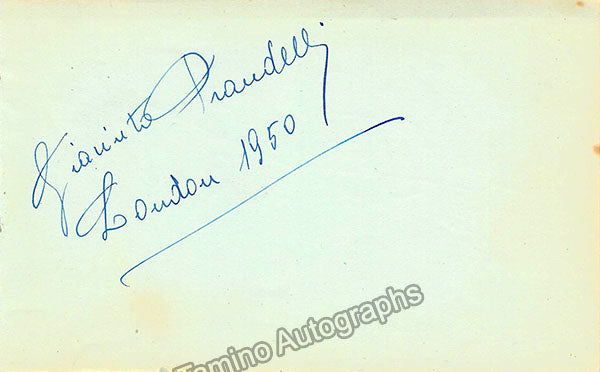 Giacinto Prandelli
London 1950
Tamino Autographs